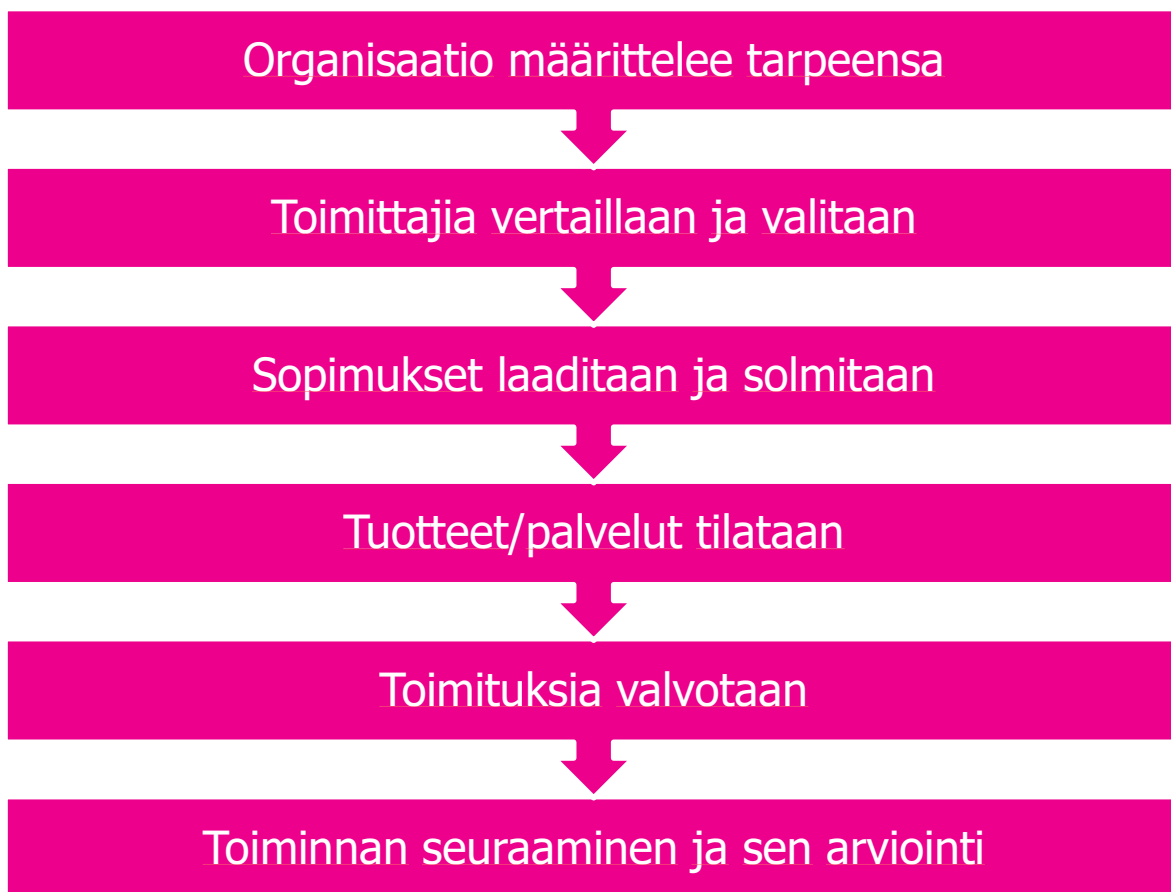 Organisaatio määrittelee tarpeensa
Toimittajia vertaillaan ja valitaan
Sopimukset laaditaan ja solmitaan
Tuotteet/palvelut tilataan
Toimituksia valvotaan
Toiminnan seuraaminen ja sen arviointi